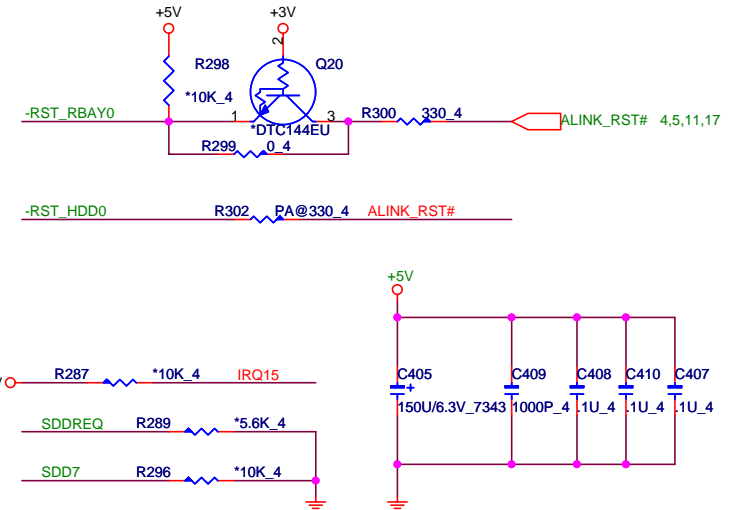 +5V
+3V
2
R298
Q20
*10K_4
-RST_RBAY0
1
3
R300
330_4
ALINK_RST#
4,5,11,17
*DTC144EU
R299
0_4
-RST_HDD0
R302
PA@330_4
ALINK_RST#
+5V
R287
*10K_4
IRQ15
C405
+
C409
C408
C410
C407
150U/6.3V_7343
1000P_4
.1U_4
.1U_4
.1U_4
SDDREQ
R289
*5.6K_4
SDD7
R296
*10K_4